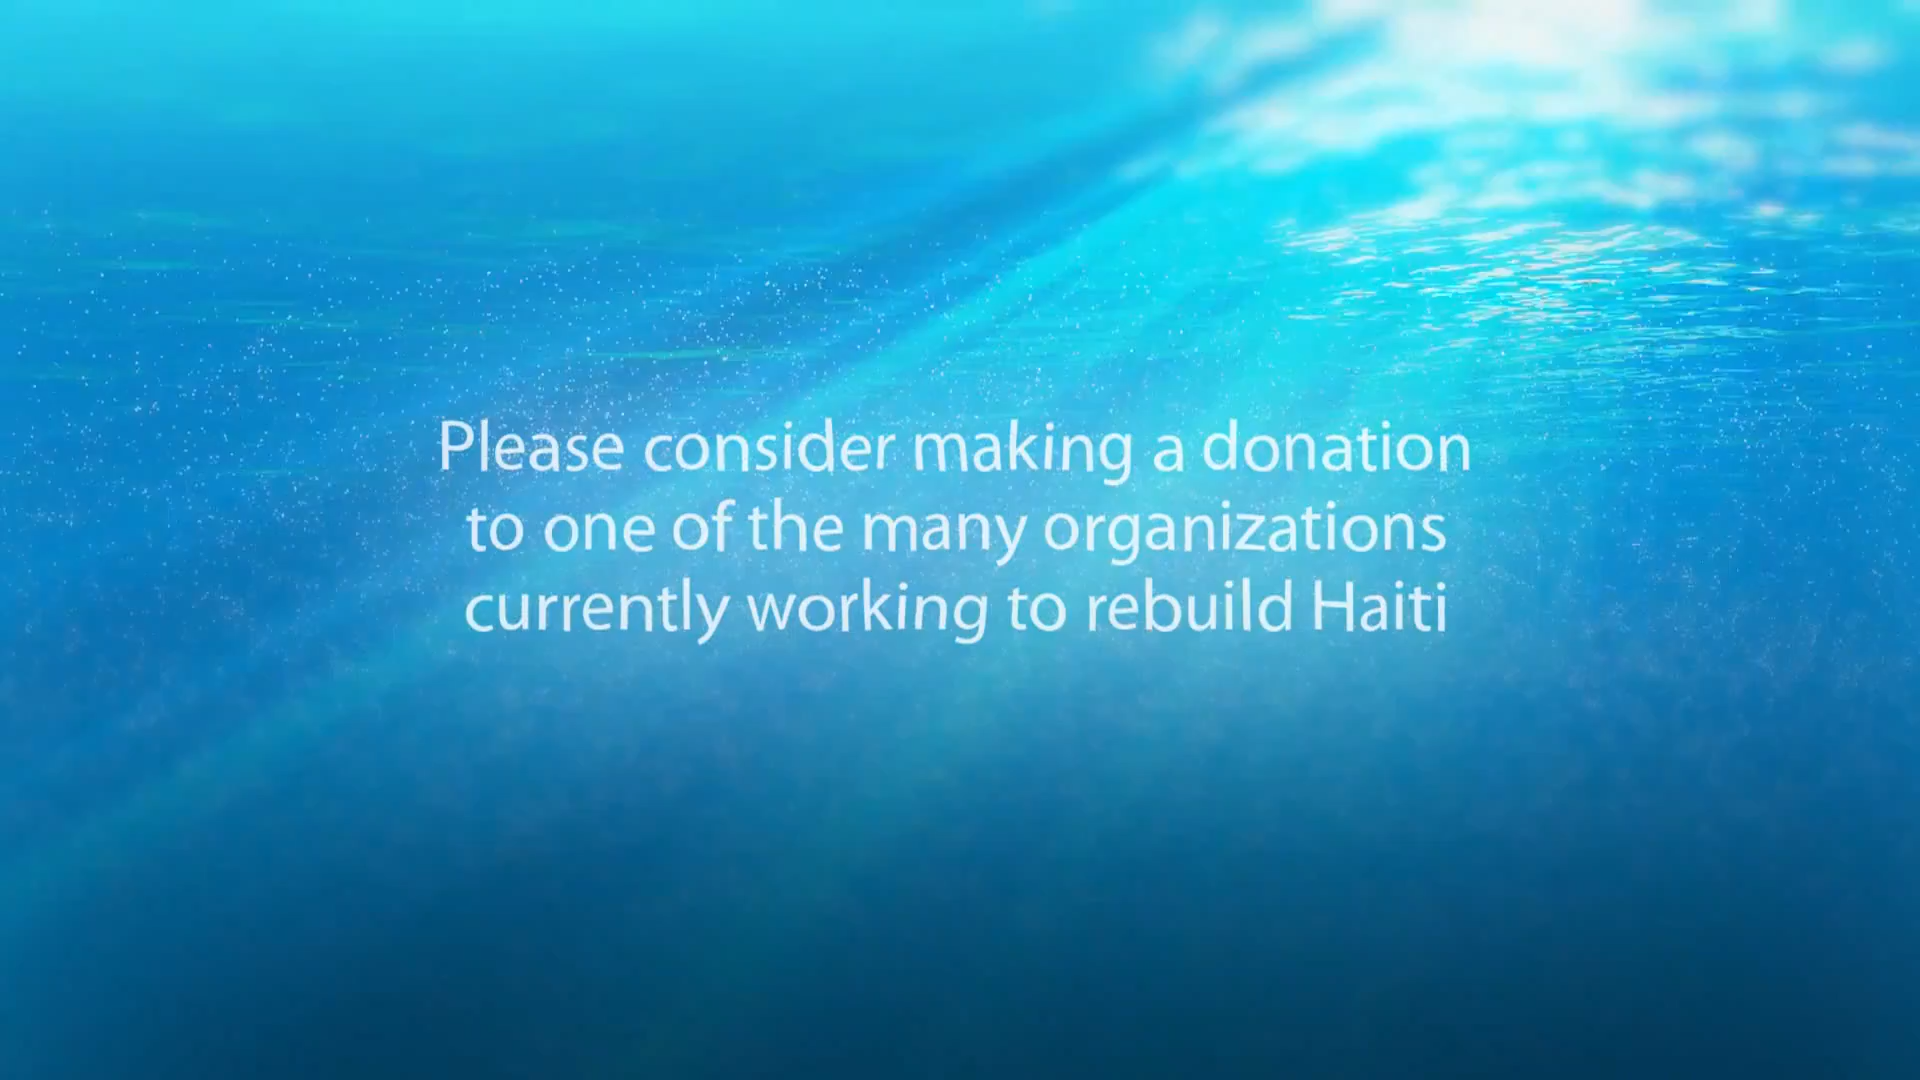 Please consider making a donation
to one of the many organizations
currently working to rebuild Haiti